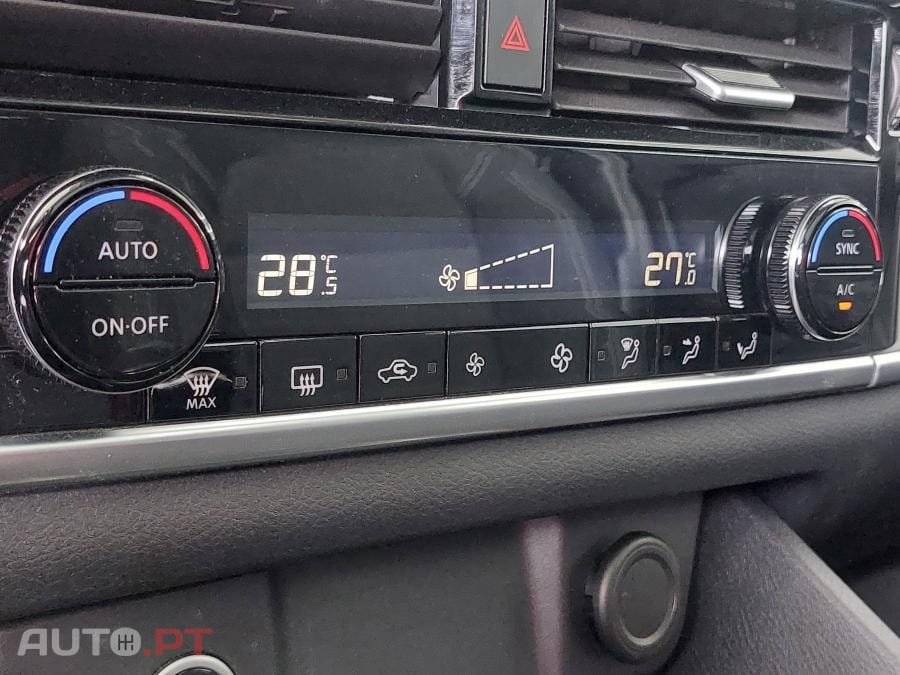 AUTO
ON·OFF
28.5°C
27.0°C
SYNC
A/C
MAX
AUTO.PT